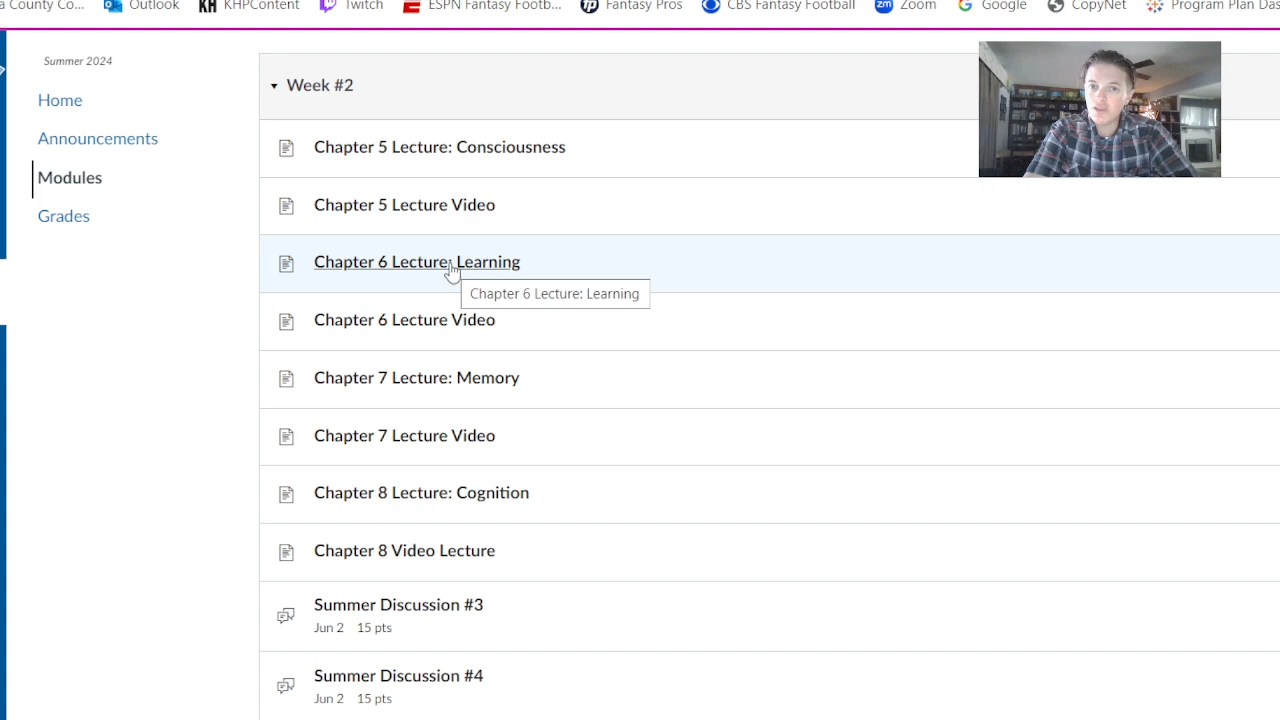 a County Co... Outlook KHPContent Twitch ESPN Fantasy Footb... Fantasy Pros CBS Fantasy Football Zoom Google CopyNet Program Plan Das
Summer 2024
Home
Announcements
Modules
Grades
Week #2
Chapter 5 Lecture: Consciousness
Chapter 5 Lecture Video
Chapter 6 Lecture: Learning
Chapter 6 Lecture: Learning
Chapter 6 Lecture Video
Chapter 7 Lecture: Memory
Chapter 7 Lecture Video
Chapter 8 Lecture: Cognition
Chapter 8 Video Lecture
Summer Discussion #3
Jun 2 15 pts
Summer Discussion #4
Jun 2 15 pts